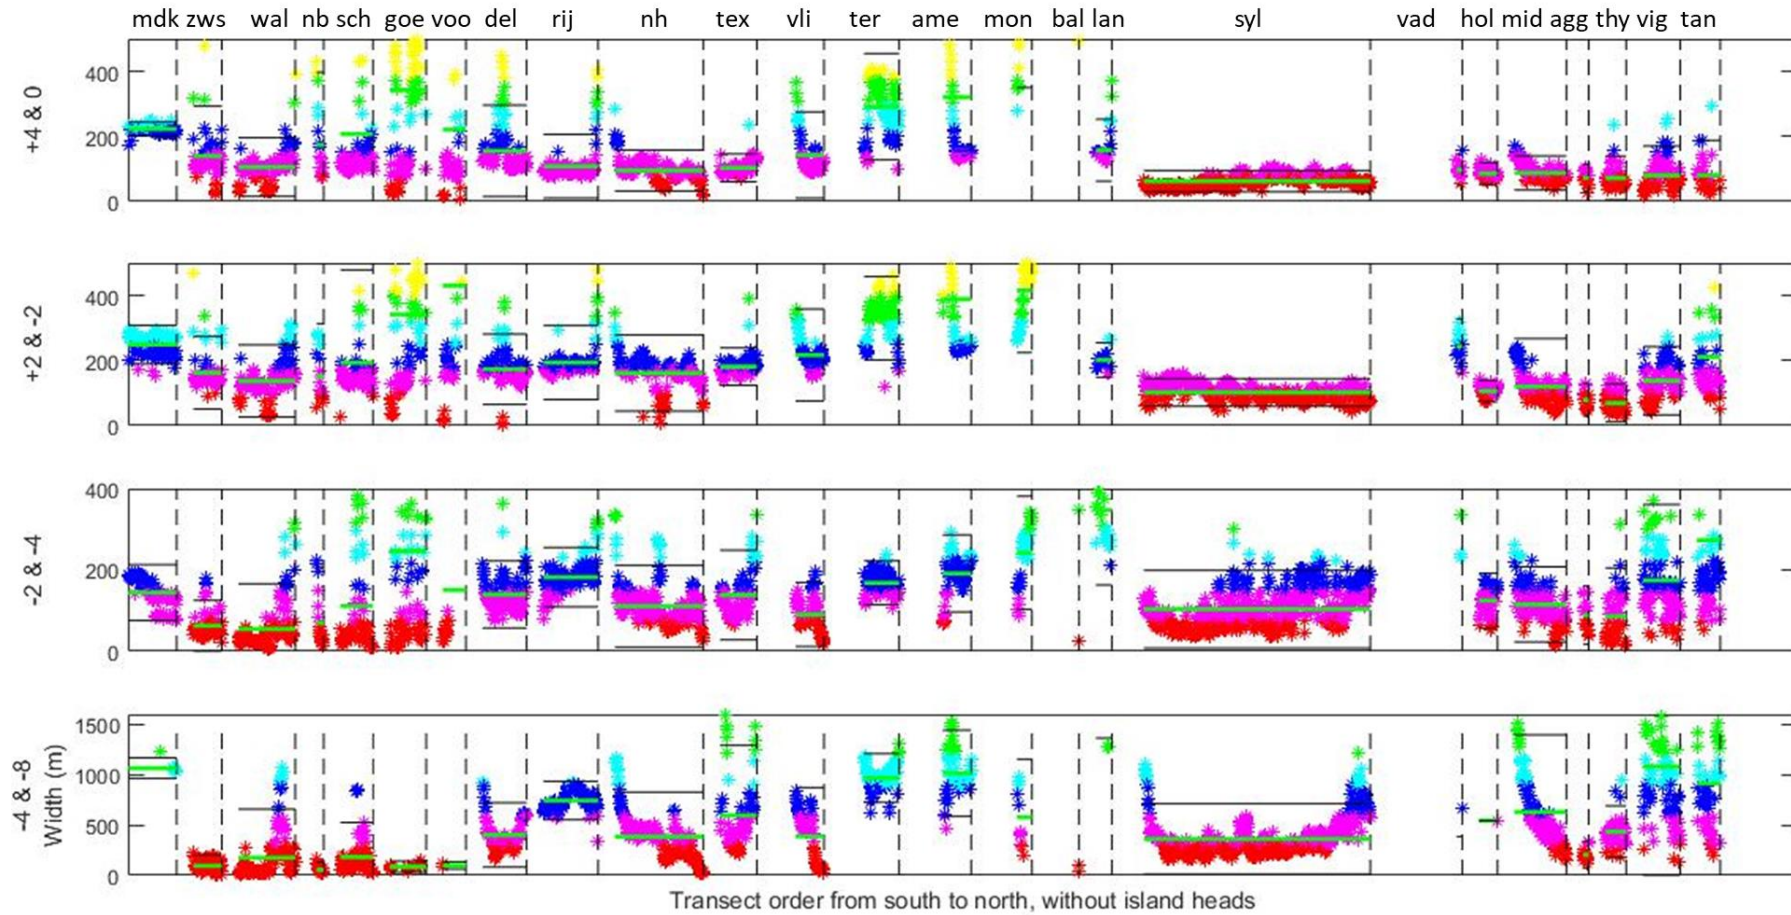 mdk zws wal nb sch goe voo del rij nh tex vli ter ame mon bal lan syl vad hol mid agg thy vig tan
+4 & 0
400
200
0
+2 & -2
400
200
0
-2 & -4
400
200
0
-4 & -8
Width (m)
1500
1000
500
0
Transect order from south to north, without island heads